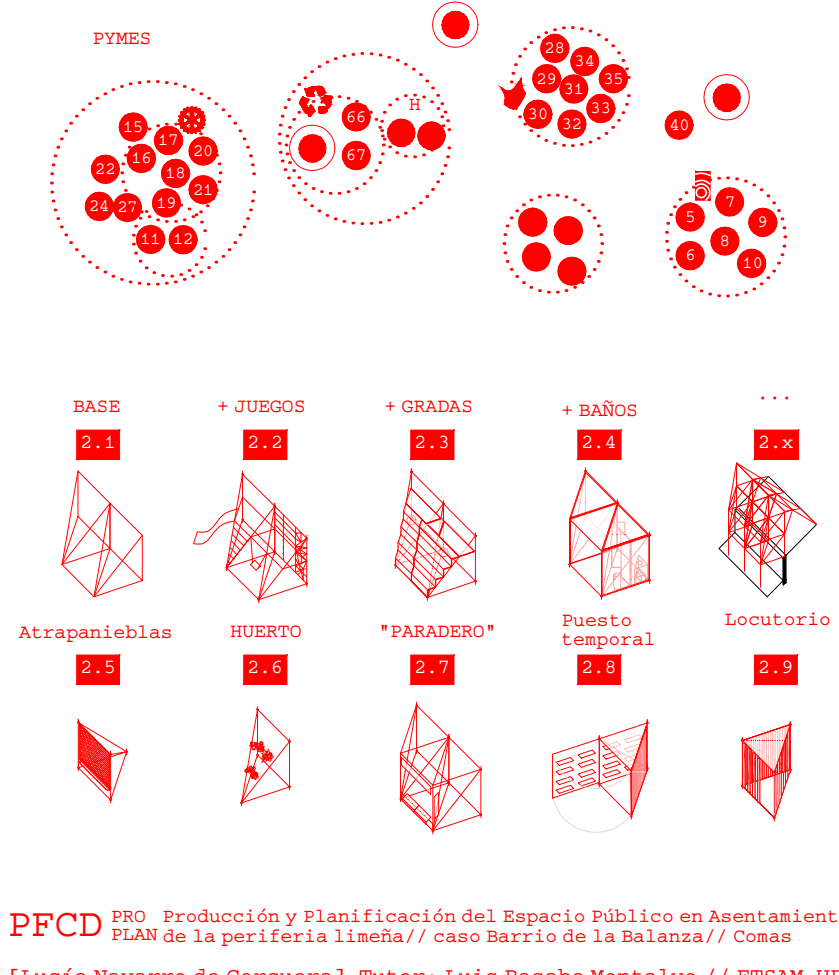 PYMES
28
34
29
31
35
30
32
33
40
15
17
16
20
22
18
21
24
27
19
11
12
66
67
H
5
7
9
6
8
10
BASE
+ JUEGOS
+ GRADAS
+ BAÑOS
...
2.1
2.2
2.3
2.4
2.x
Atrapanieblas
HUERTO
"PARADERO"
Puesto
temporal
Locutorio
2.5
2.6
2.7
2.8
2.9
PFCD
PRO Producción y Planificación del Espacio Público en Asentamient
PLAN de la periferia limeña// caso Barrio de la Balanza// Comas